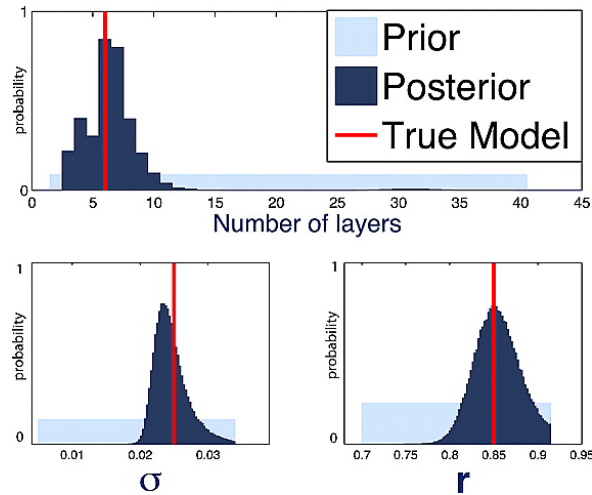 1
probability
0
Prior
Posterior
True Model
0 5 10 15 20 25 30 35 40 45
Number of layers
1
probability
0
0.01 0.02 0.03
σ
1
probability
0
0.7 0.75 0.8 0.85 0.9 0.95
r